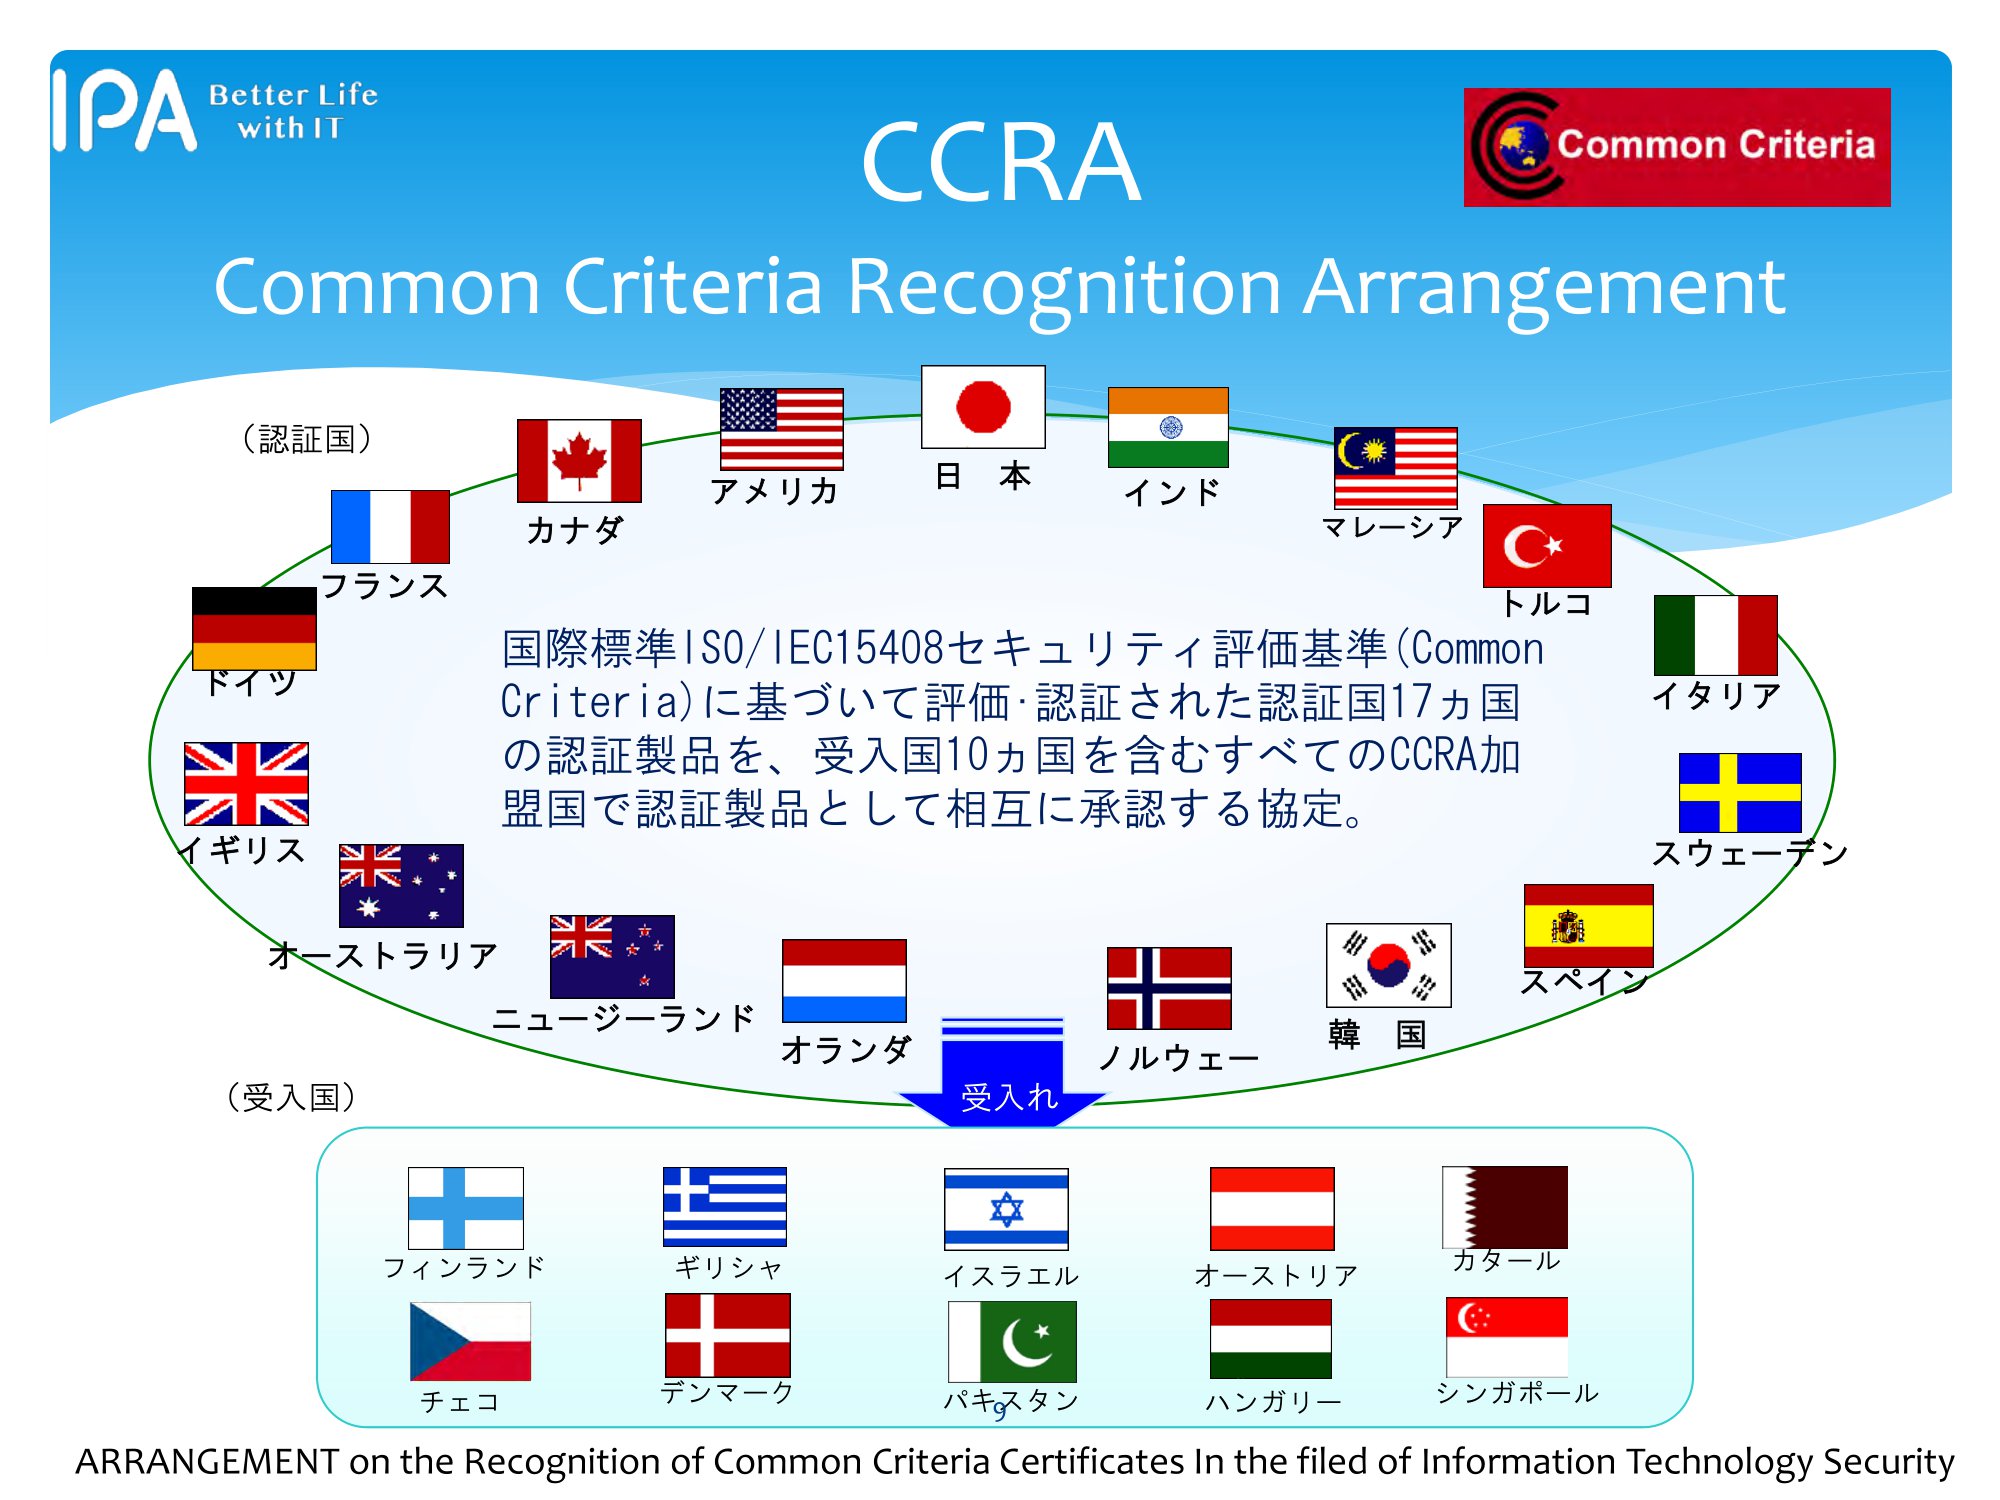 IPA Better Life
with IT
CCRA
Common Criteria
Common Criteria Recognition Arrangement
（認証国）
カナダ
アメリカ
日　本
インド
マレーシア
フランス
トルコ
ドイツ
イタリア
国際標準ISO/IEC15408セキュリティ評価基準(Common
Criteria)に基づいて評価･認証された認証国17ヵ国
の認証製品を、受入国10ヵ国を含むすべてのCCRA加
盟国で認証製品として相互に承認する協定。
イギリス
スウェーデン
オーストラリア
ニュージーランド
オランダ
ノルウェー
韓　国
スペイン
（受入国）
受入れ
フィンランド
ギリシャ
イスラエル
オーストリア
カタール
チェコ
デンマーク
パキスタン
ハンガリー
シンガポール
9
ARRANGEMENT on the Recognition of Common Criteria Certificates In the filed of Information Technology Security